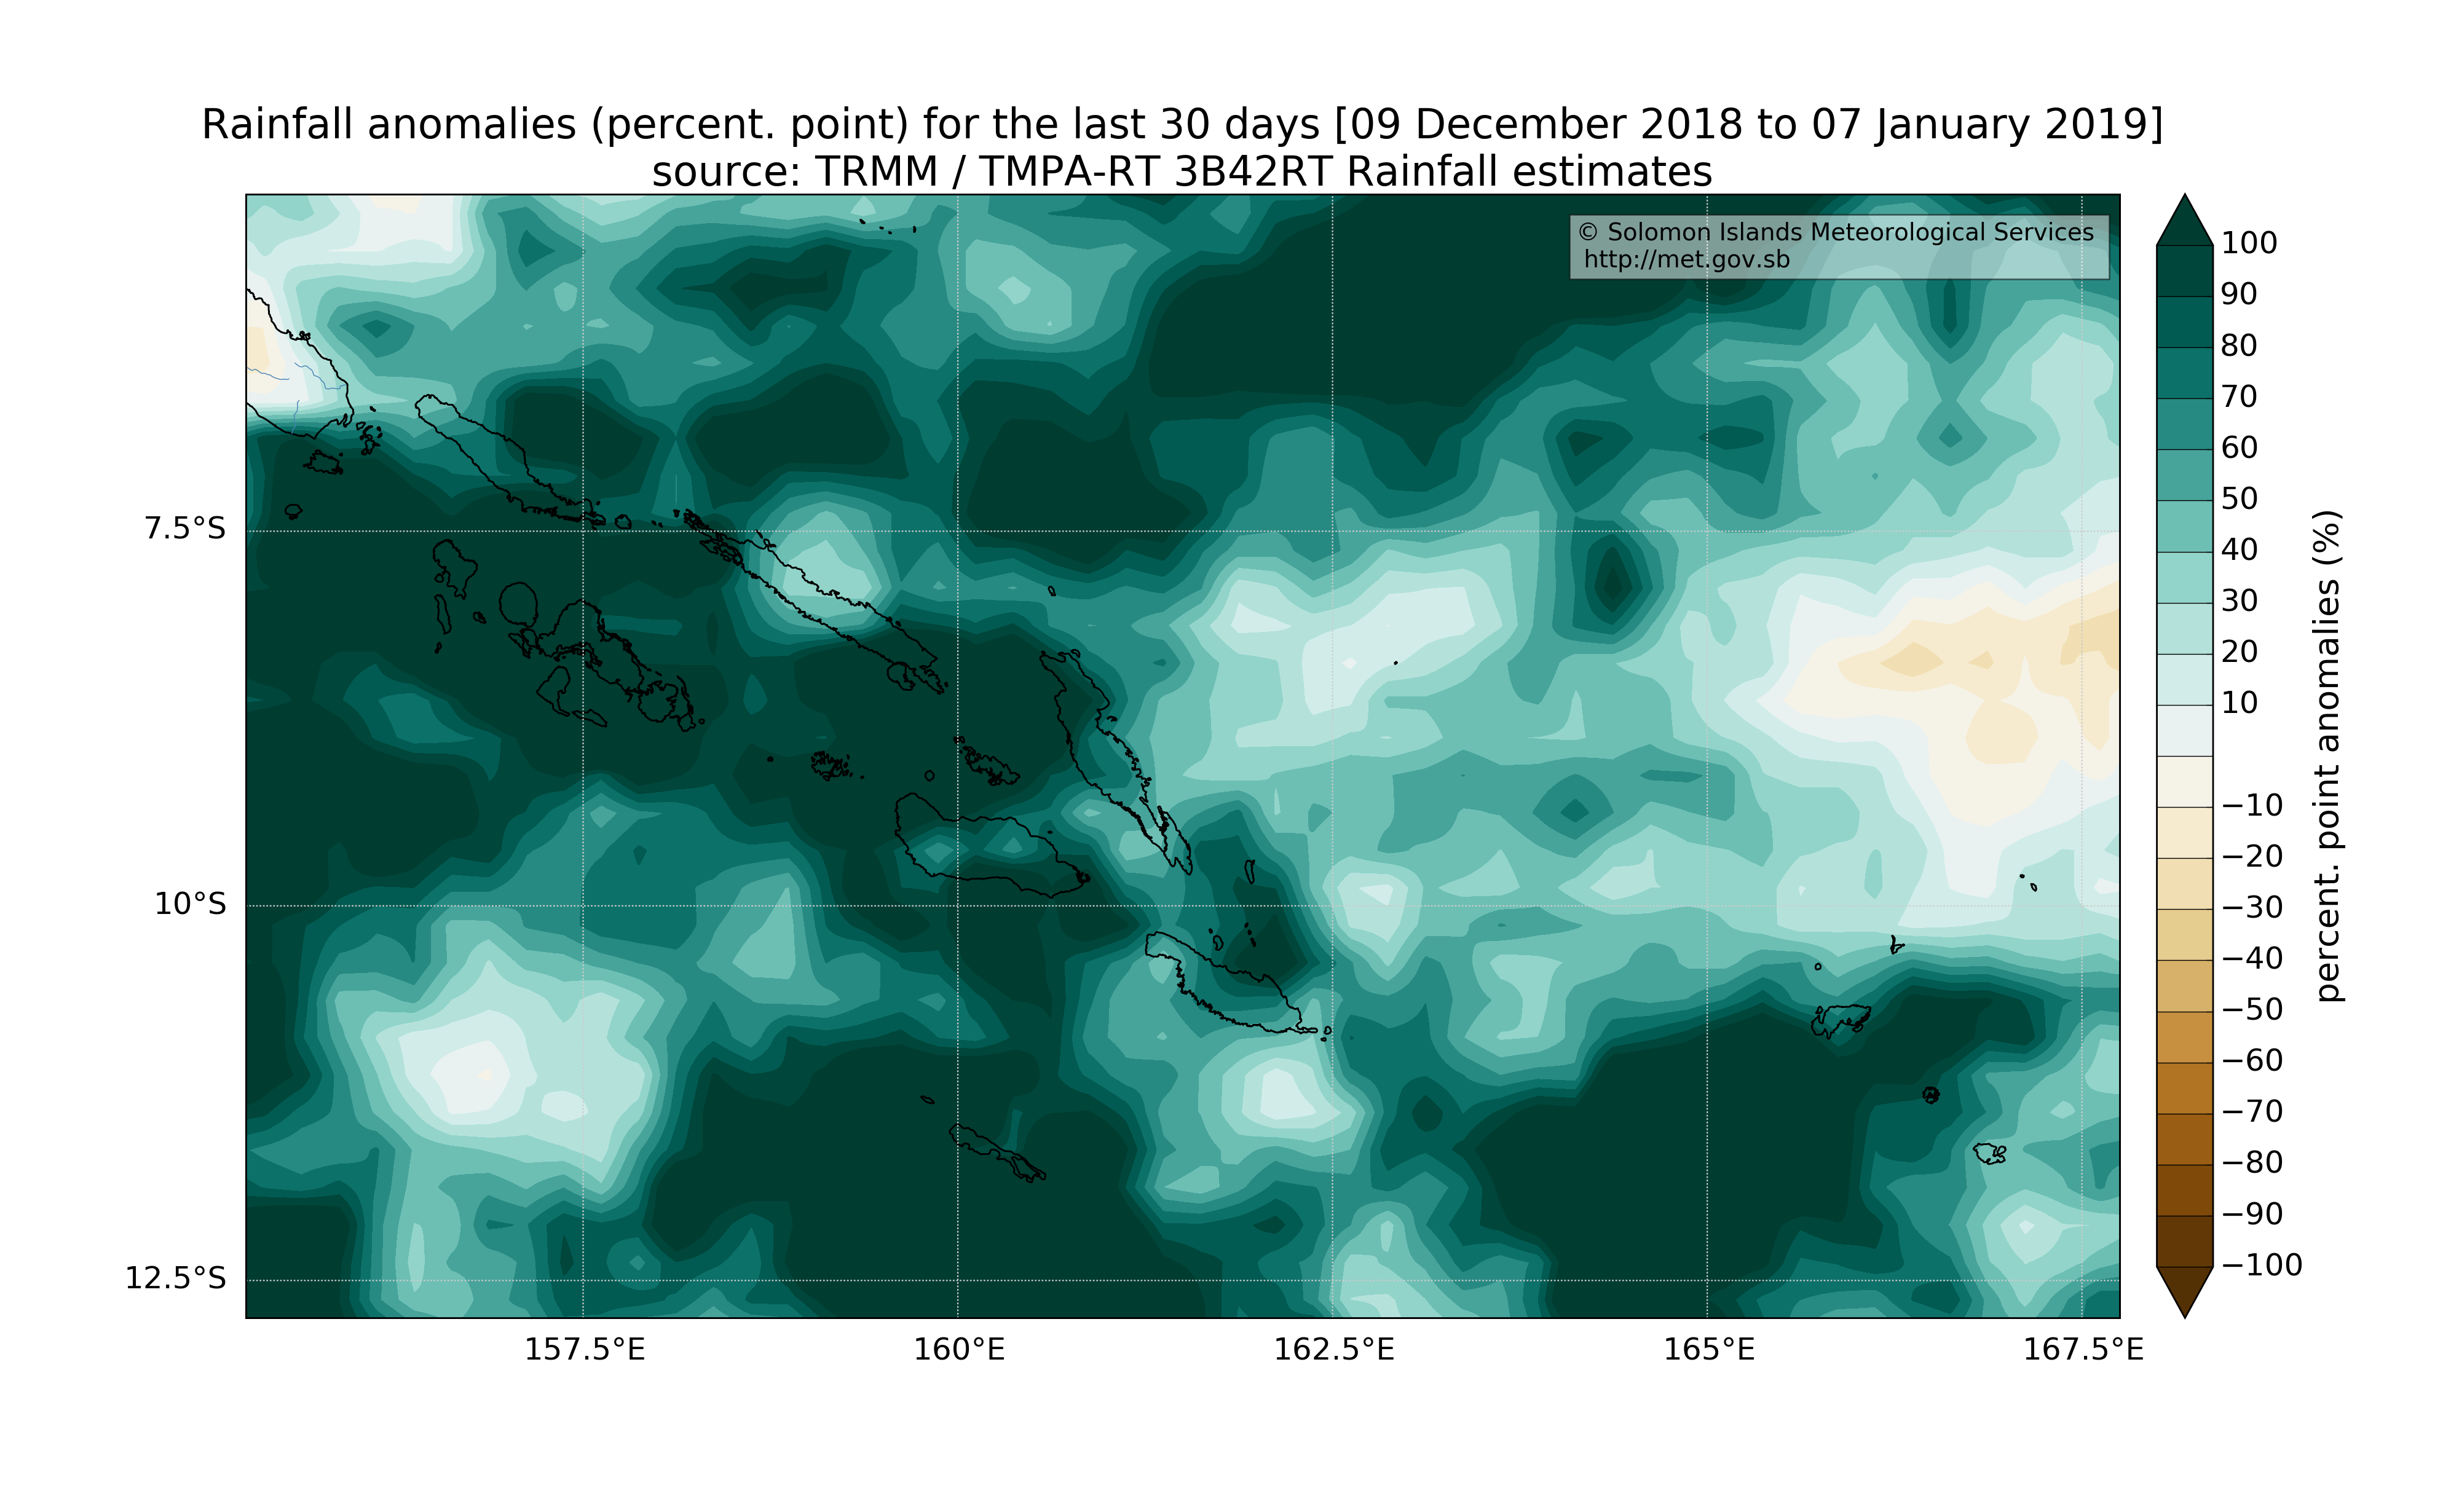 Rainfall anomalies (percent. point) for the last 30 days [09 December 2018 to 07 January 2019]
source: TRMM / TMPA-RT 3B42RT Rainfall estimates
© Solomon Islands Meteorological Services
http://met.gov.sb
7.5°S
10°S
12.5°S
157.5°E
160°E
162.5°E
165°E
167.5°E
100
90
80
70
60
50
40
30
20
10
−10
−20
−30
−40
−50
−60
−70
−80
−90
−100
percent. point anomalies (%)